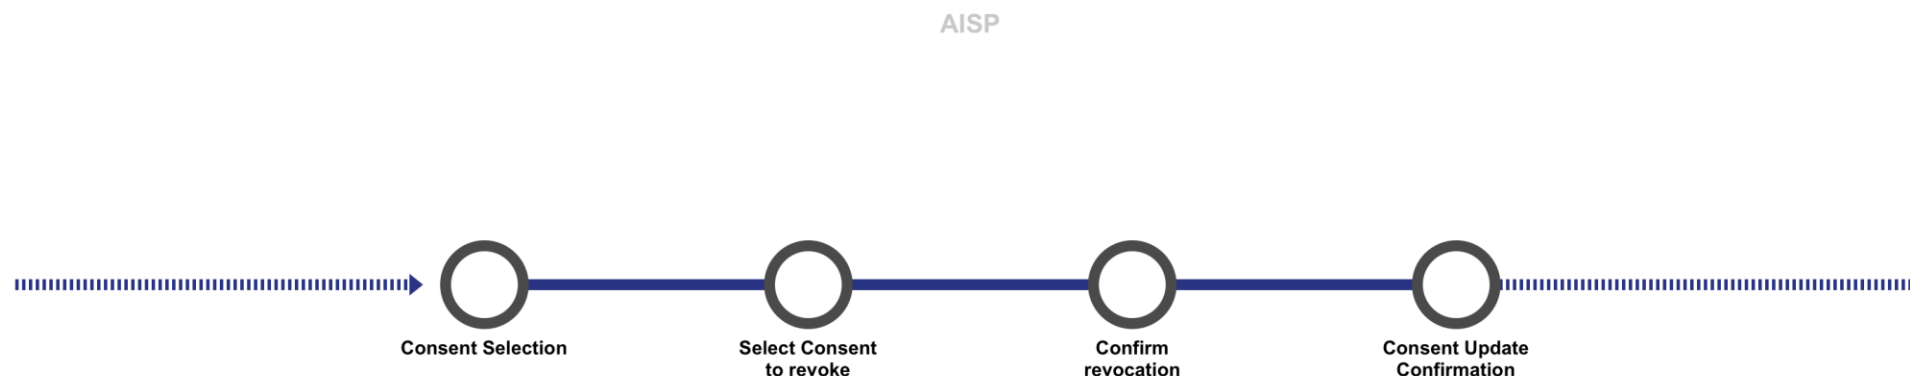 AISP
Consent Selection
Select Consent
to revoke
Confirm
revocation
Consent Update
Confirmation